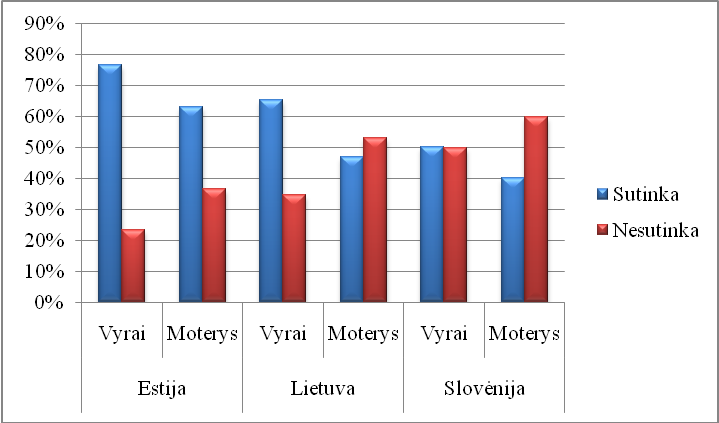 90%
80%
70%
60%
50%
40%
30%
20%
10%
0%
Vyrai Moterys Vyrai Moterys Vyrai Moterys
Estija Lietuva Slovėnija
Sutinka
Nesutinka